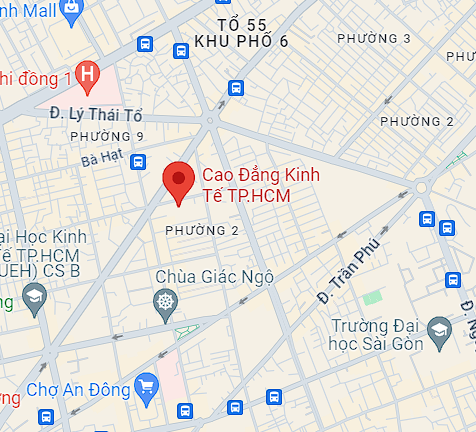 nh Mall
TỔ 55
KHU PHỐ 6
PHƯỜNG 3
hi đồng 1
H
Đ. Lý Thái Tổ
PHƯỜNG 2
PHƯỜNG 9
Bà Hạt
Cao Đẳng Kinh
Tế TP.HCM
PHƯỜNG 2
ại Học Kinh
ế TP.HCM
UEH) CS B
Chùa Giác Ngộ
Đ. Trần Phú
g
Trường Đại
học Sài Gòn
Đ. Ng
Chợ An Đông
ơng